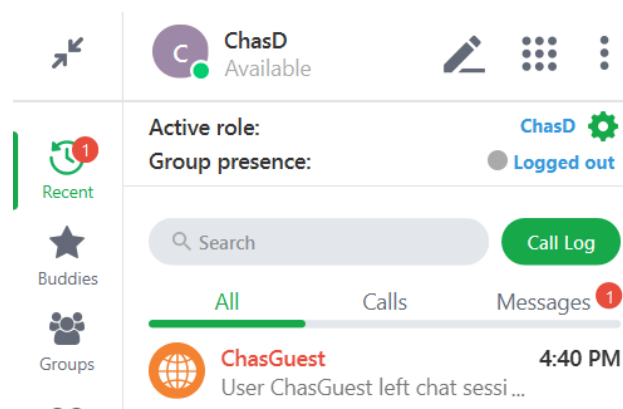 C
ChasD
Available
Active role:
ChasD
Group presence:
Logged out
1
Recent
Buddies
Groups
Search
Call Log
All
Calls
Messages
1
ChasGuest
4:40 PM
User ChasGuest left chat sessi ...